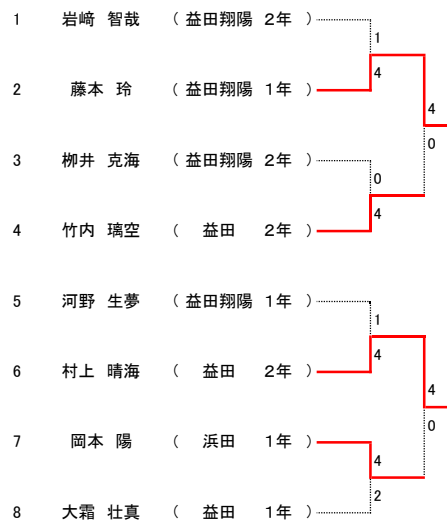 1 岩﨑 智哉 ( 益田翔陽 2年 )
1
4
2 藤本 玲 ( 益田翔陽 1年 )
4
0
3 栁井 克海 ( 益田翔陽 2年 )
0
4
4 竹内 璃空 ( 益田 2年 )
5 河野 生夢 ( 益田翔陽 1年 )
1
4
6 村上 晴海 ( 益田 2年 )
4
0
7 岡本 陽 ( 浜田 1年 )
4
2
8 大霜 壮真 ( 益田 1年 )